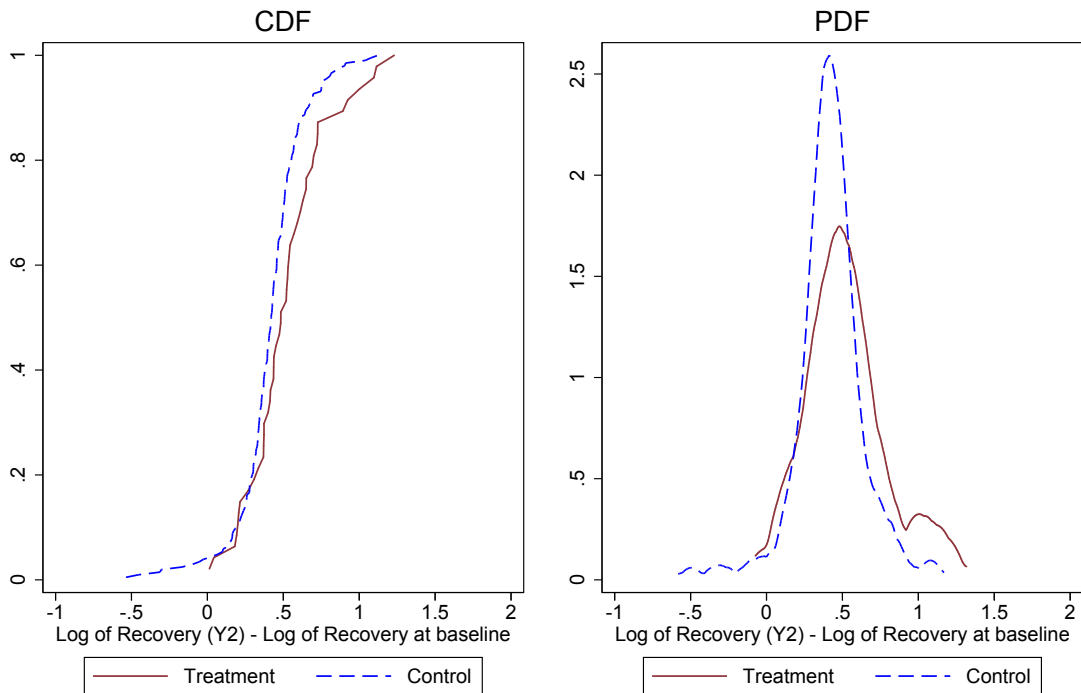 CDF
1
.8
.6
.4
.2
0
-1 -.5 0 .5 1 1.5 2
Log of Recovery (Y2) - Log of Recovery at baseline
Treatment Control
PDF
2.5
2
1.5
1
.5
0
-1 -.5 0 .5 1 1.5 2
Log of Recovery (Y2) - Log of Recovery at baseline
Treatment Control